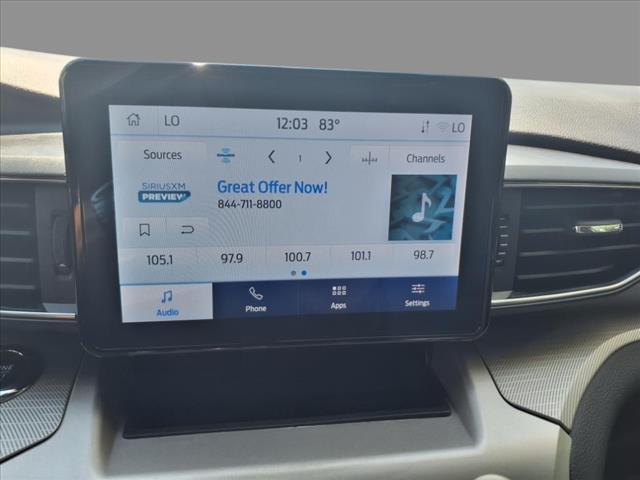 LO 12:03 83° LO
Sources 1 Channels
SIRIUSXM
PREVIEW
Great Offer Now!
844-711-8800
105.1 97.9 100.7 101.1 98.7
Audio Phone Apps Settings